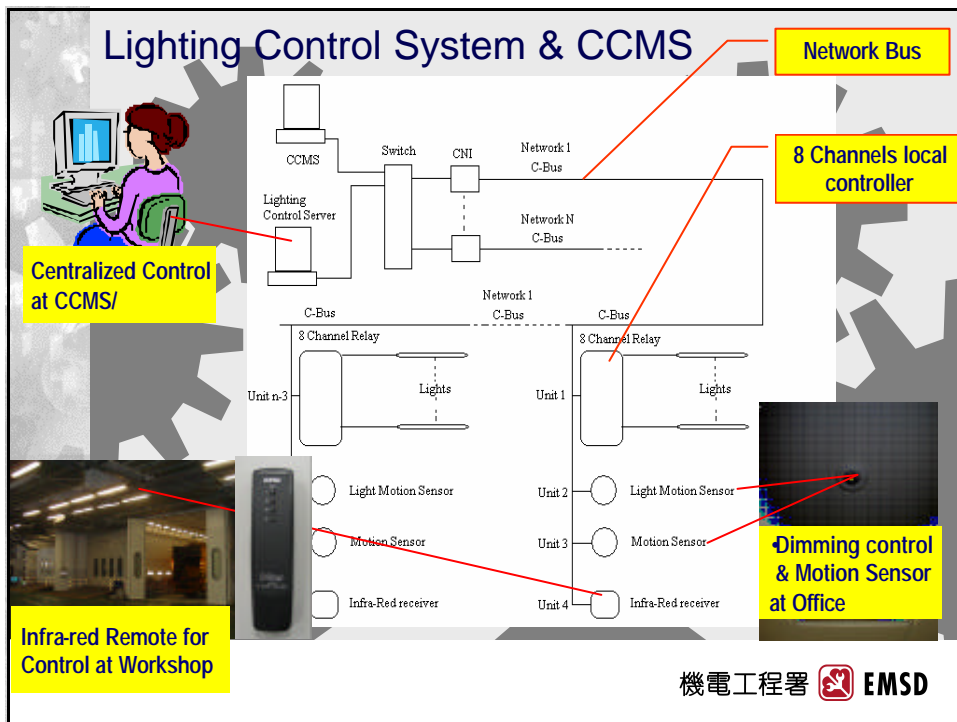 Lighting Control System & CCMS
Network Bus
8 Channels local
controller
CCMS
Switch
CNI
Network 1
C-Bus
Lighting
Control Server
Network N
C-Bus
Centralized Control
at CCMS/
Network 1
C-Bus
C-Bus
C-Bus
8 Channel Relay
8 Channel Relay
Unit n-3
Lights
Unit 1
Lights
Light Motion Sensor
Unit 2
Light Motion Sensor
Motion Sensor
Unit 3
Motion Sensor
Infra-Red receiver
Unit 4
Infra-Red receiver
•Dimming control
& Motion Sensor
at Office
Infra-red Remote for
Control at Workshop
機電工程署 EMSD